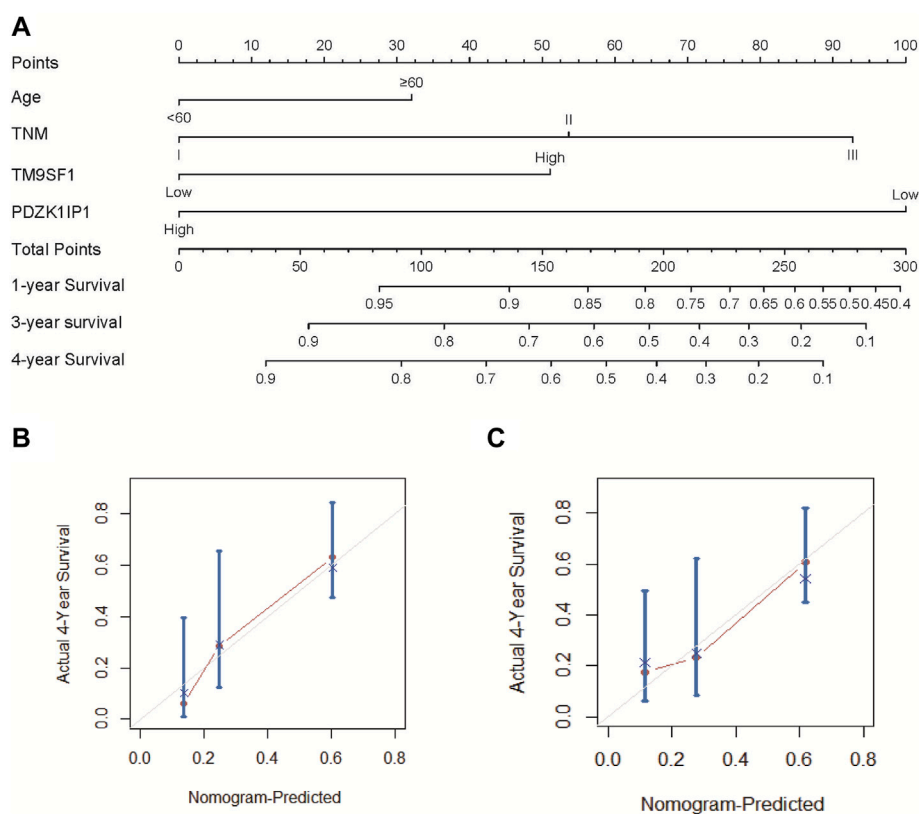 A
Points
0 10 20 30 40 50 60 70 80 90 100
Age
<60 ≥60
TNM
I II III
TM9SF1
Low High
PDZK1IP1
High Low
Total Points
0 50 100 150 200 250 300
1-year Survival
0.95 0.9 0.85 0.8 0.75 0.7 0.65 0.6 0.55 0.5 0.45 0.4
3-year survival
0.9 0.8 0.7 0.6 0.5 0.4 0.3 0.2 0.1
4-year Survival
0.9 0.8 0.7 0.6 0.5 0.4 0.3 0.2 0.1
B
Actual 4-Year Survival
0.8
0.6
0.4
0.2
0.0
0.0 0.2 0.4 0.6 0.8
Nomogram-Predicted
C
Actual 4-Year Survival
0.8
0.6
0.4
0.2
0.0
0.0 0.2 0.4 0.6 0.8
Nomogram-Predicted